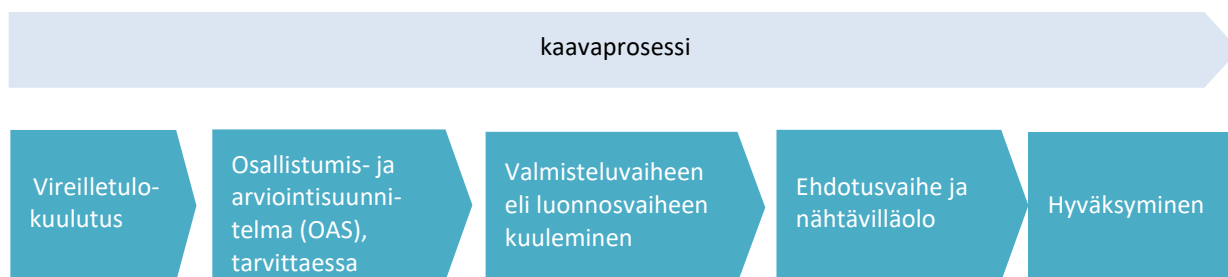 kaavaprosessi
Vireilletulo-
kuulutus
Osallistumis- ja
arviointisuunni-
telma (OAS),
tarvittaessa
Valmisteluvaiheen
eli luonnosvaiheen
kuuleminen
Ehdotusvaihe ja
nähtävilläolo
Hyväksyminen